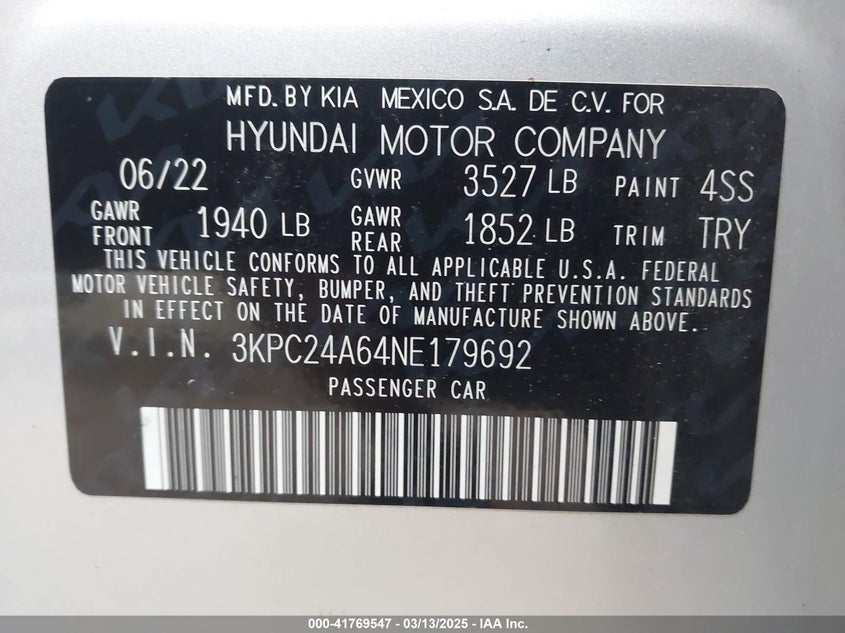 MFD. BY KIA MEXICO S.A. DE C.V. FOR
HYUNDAI MOTOR COMPANY
06/22 GVWR 3527 LB PAINT 4SS
GAWR FRONT 1940 LB GAWR REAR 1852 LB TRIM TRY
THIS VEHICLE CONFORMS TO ALL APPLICABLE U.S.A. FEDERAL
MOTOR VEHICLE SAFETY, BUMPER, AND THEFT PREVENTION STANDARDS
IN EFFECT ON THE DATE OF MANUFACTURE SHOWN ABOVE.
V.I.N. 3KPC24A64NE179692
PASSENGER CAR
000-41769547 - 03/13/2025 - IAA Inc.